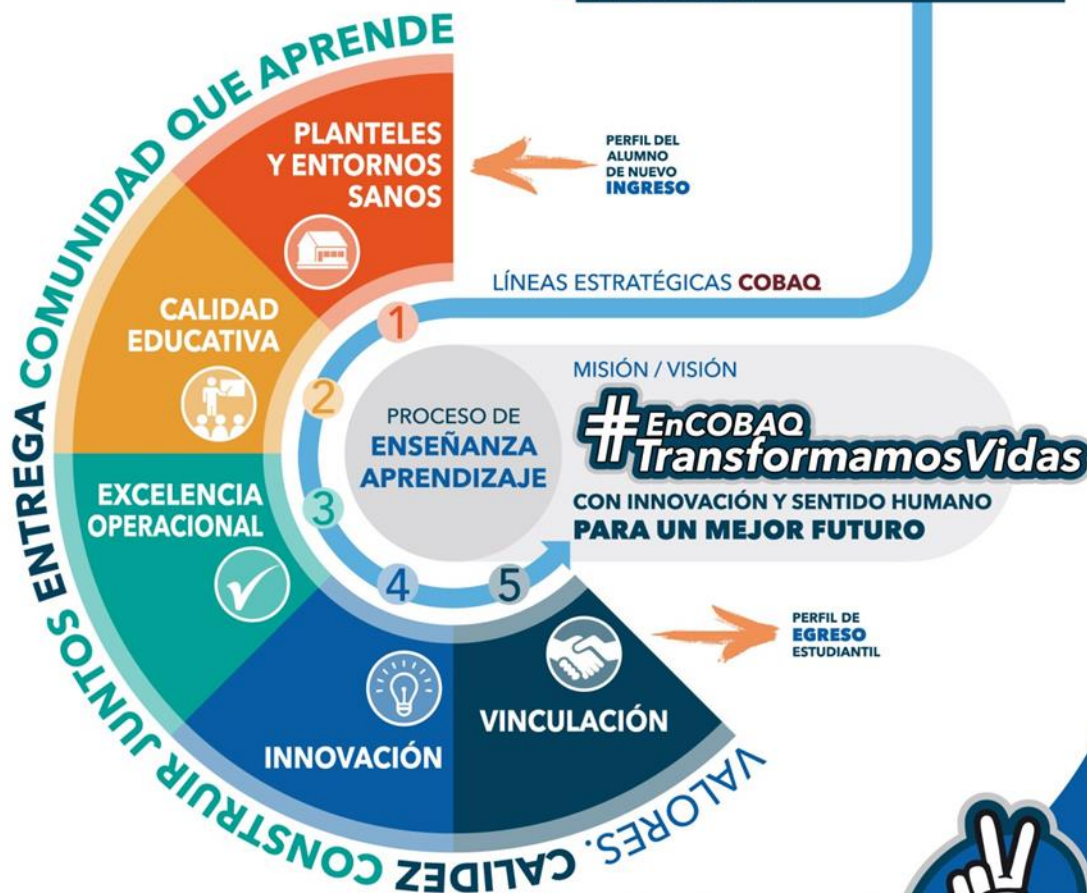 COMUNIDAD QUE APRENDE
ENTREGA
CONSTRUIR JUNTOS
CALIDEZ
VALORES.
PLANTELES
Y ENTORNOS
SANOS
PERFIL DEL
ALUMNO
DE NUEVO
INGRESO
LÍNEAS ESTRATÉGICAS COBAQ
CALIDAD
EDUCATIVA
1
2
3
4
5
PROCESO DE
ENSEÑANZA
APRENDIZAJE
MISIÓN / VISIÓN
#EnCOBAQ
TransformamosVidas
CON INNOVACIÓN Y SENTIDO HUMANO
PARA UN MEJOR FUTURO
EXCELENCIA
OPERACIONAL
INNOVACIÓN
VINCULACIÓN
PERFIL DE
EGRESO
ESTUDIANTIL